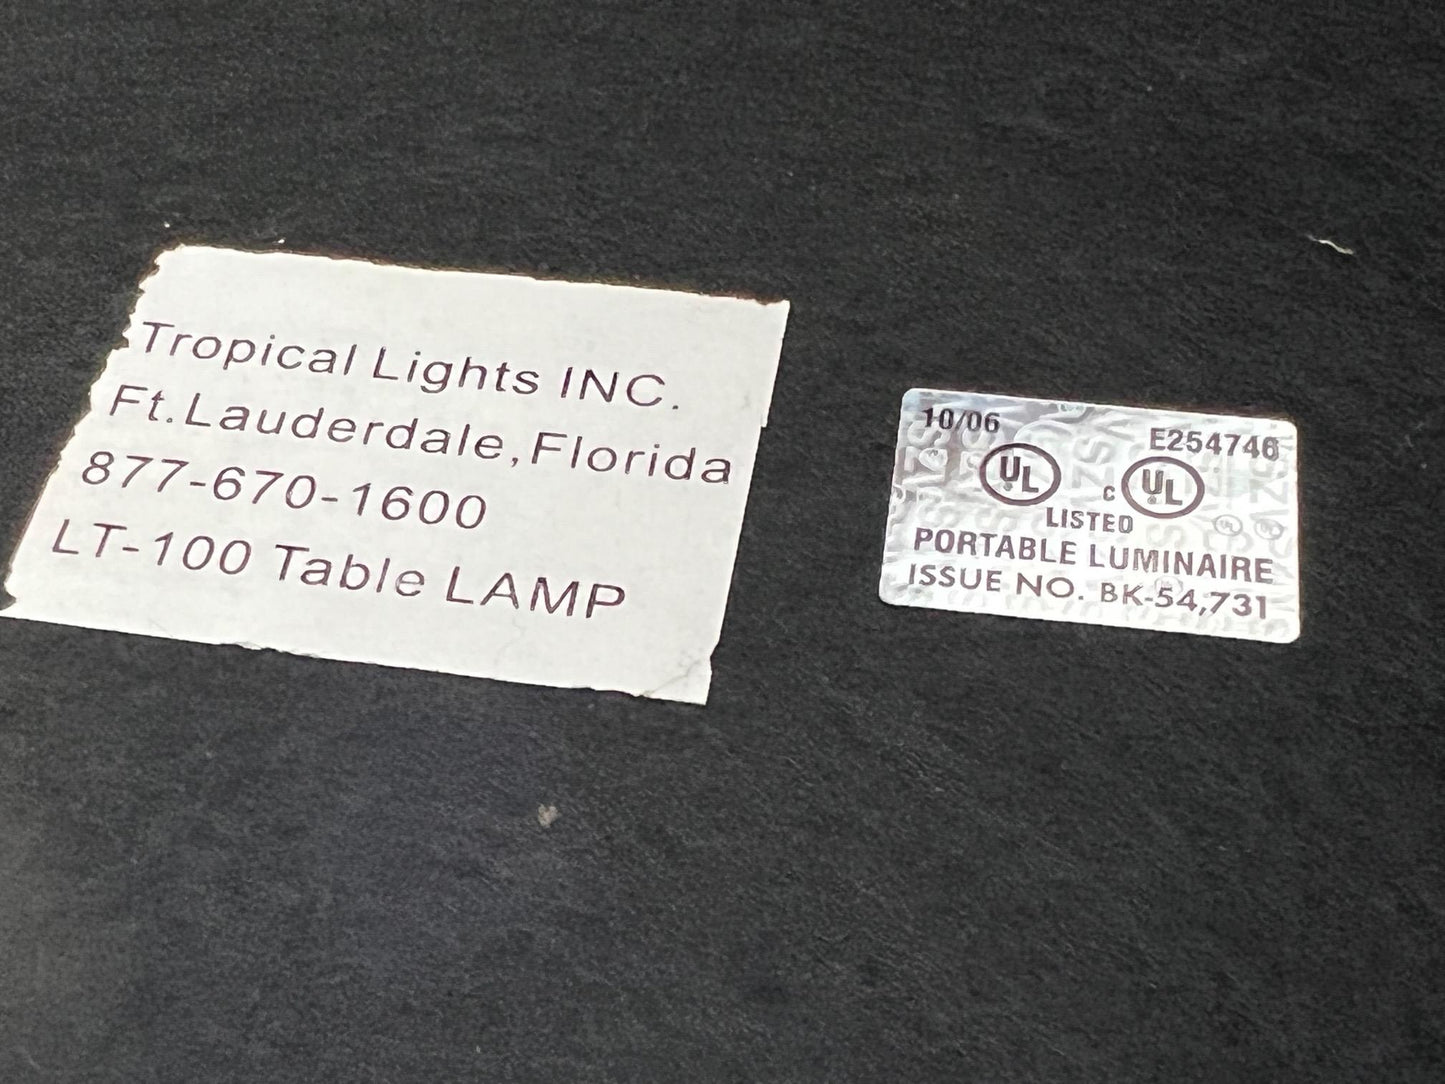 Tropical Lights INC.
Ft. Lauderdale, Florida
877-670-1600
LT-100 Table LAMP
10/06
E254746
UL c UL
LISTED
PORTABLE LUMINAIRE
ISSUE NO. BK-54,731